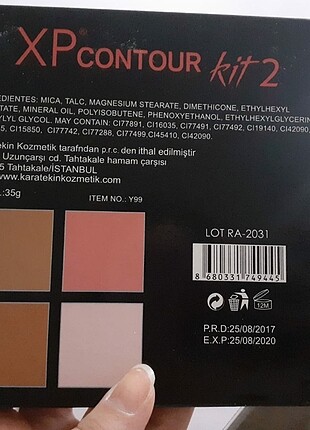 XP CONTOUR kit 2
EDIENTES: MICA, TALC, MAGNESIUM STEARATE, DIMETHICONE, ETHYLHEXYL
TATE, MINERAL OIL, POLYISOBUTENE, PHENOXYETHANOL, ETHYLHEXYLGLYCERIN
YLYL GLYCOL. MAY CONTAIN: CI77891, CI16035, CI77491, CI77492, CI19140, CI42090,
5, CI15850, CI77742, CI77288, CI77499,CI45410, CI42090.
ekin Kozmetik tarafından p.r.c. den ithal edilmiştir
Uzunçarşı cd. Tahtakale hamam çarşısı
5 Tahtakale/İSTANBUL
w.karatekinkozmetik.com
L:35g
ITEM NO.: Y99
LOT RA-2031
8 680331 749445
12M
P.R.D:25/08/2017
E.X.P:25/08/2020